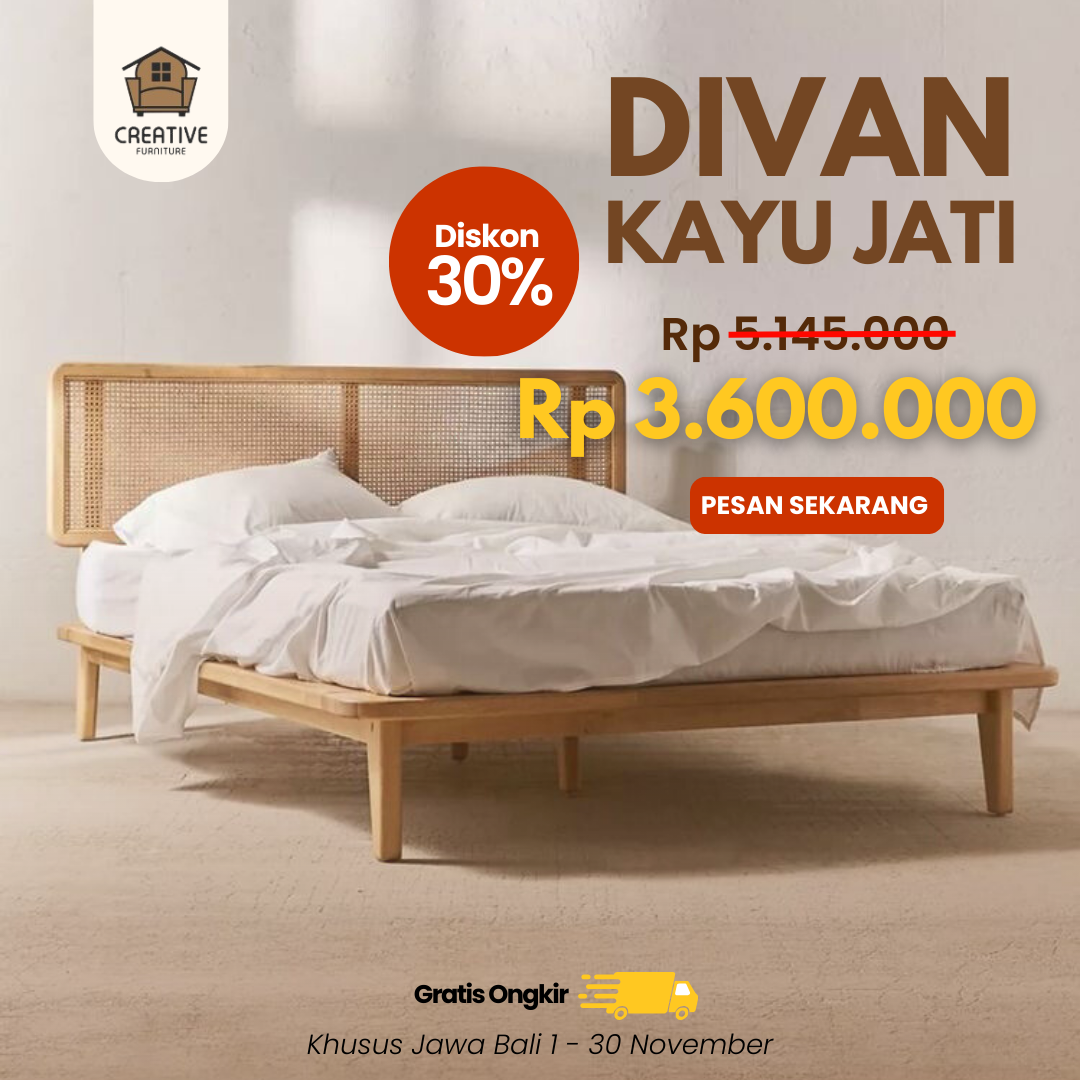 CREATIVE
FURNITURE
DIVAN
KAYU JATI
Diskon
30%
Rp 5.145.000
Rp 3.600.000
PESAN SEKARANG
Gratis Ongkir
Khusus Jawa Bali 1 - 30 November